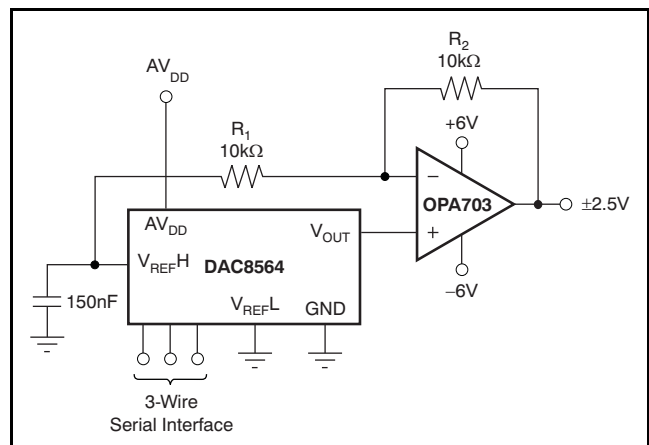 R2
10kΩ
AVDD
+6V
R1
10kΩ
–
OPA703
±2.5V
+
AVDD
VOUT
VREFH
DAC8564
–6V
150nF
VREFL
GND
3-Wire
Serial Interface